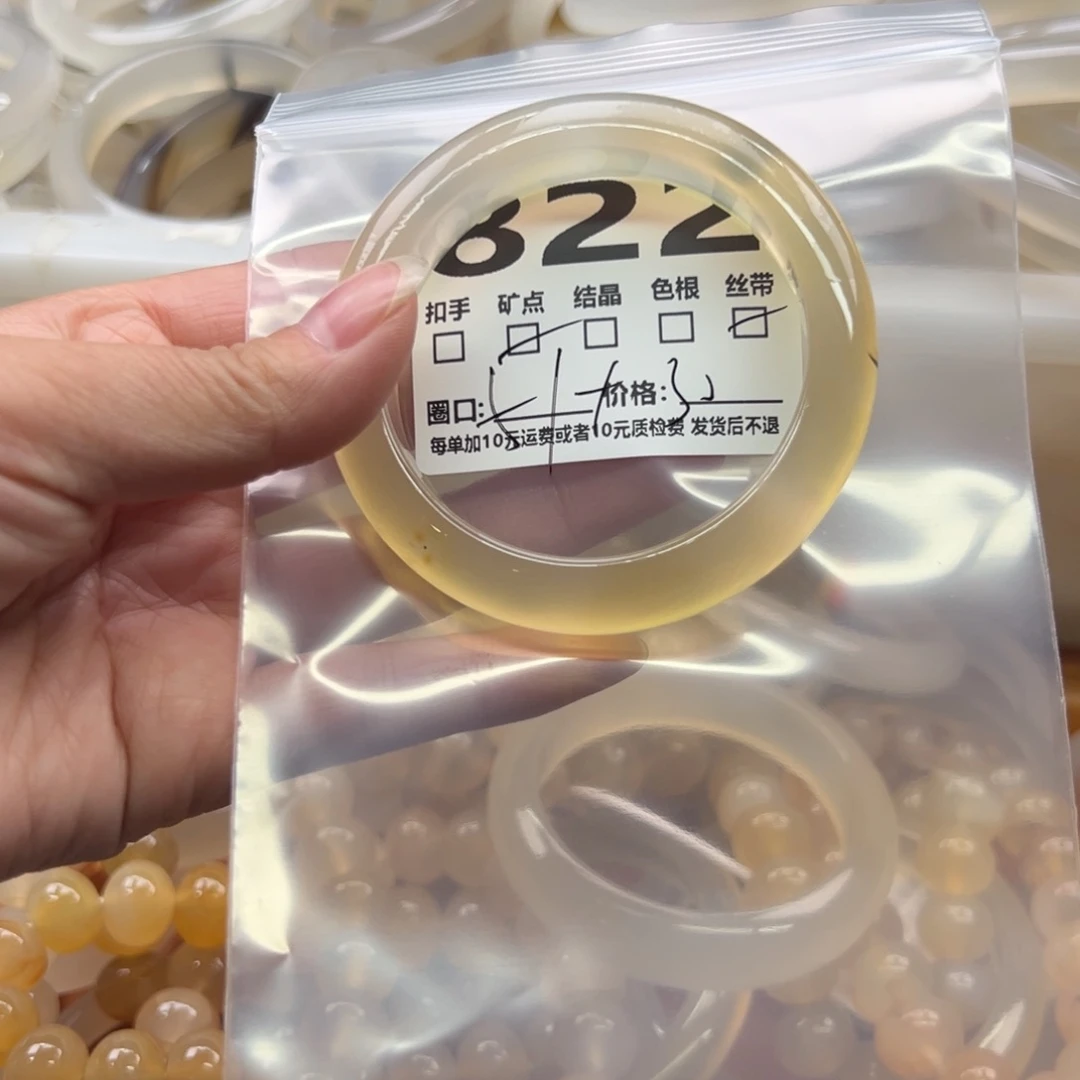 822
扣手 矿点 结晶 色根 丝带
圈口: 价格:
每单加10元运费或者10元质检费 发货后不退